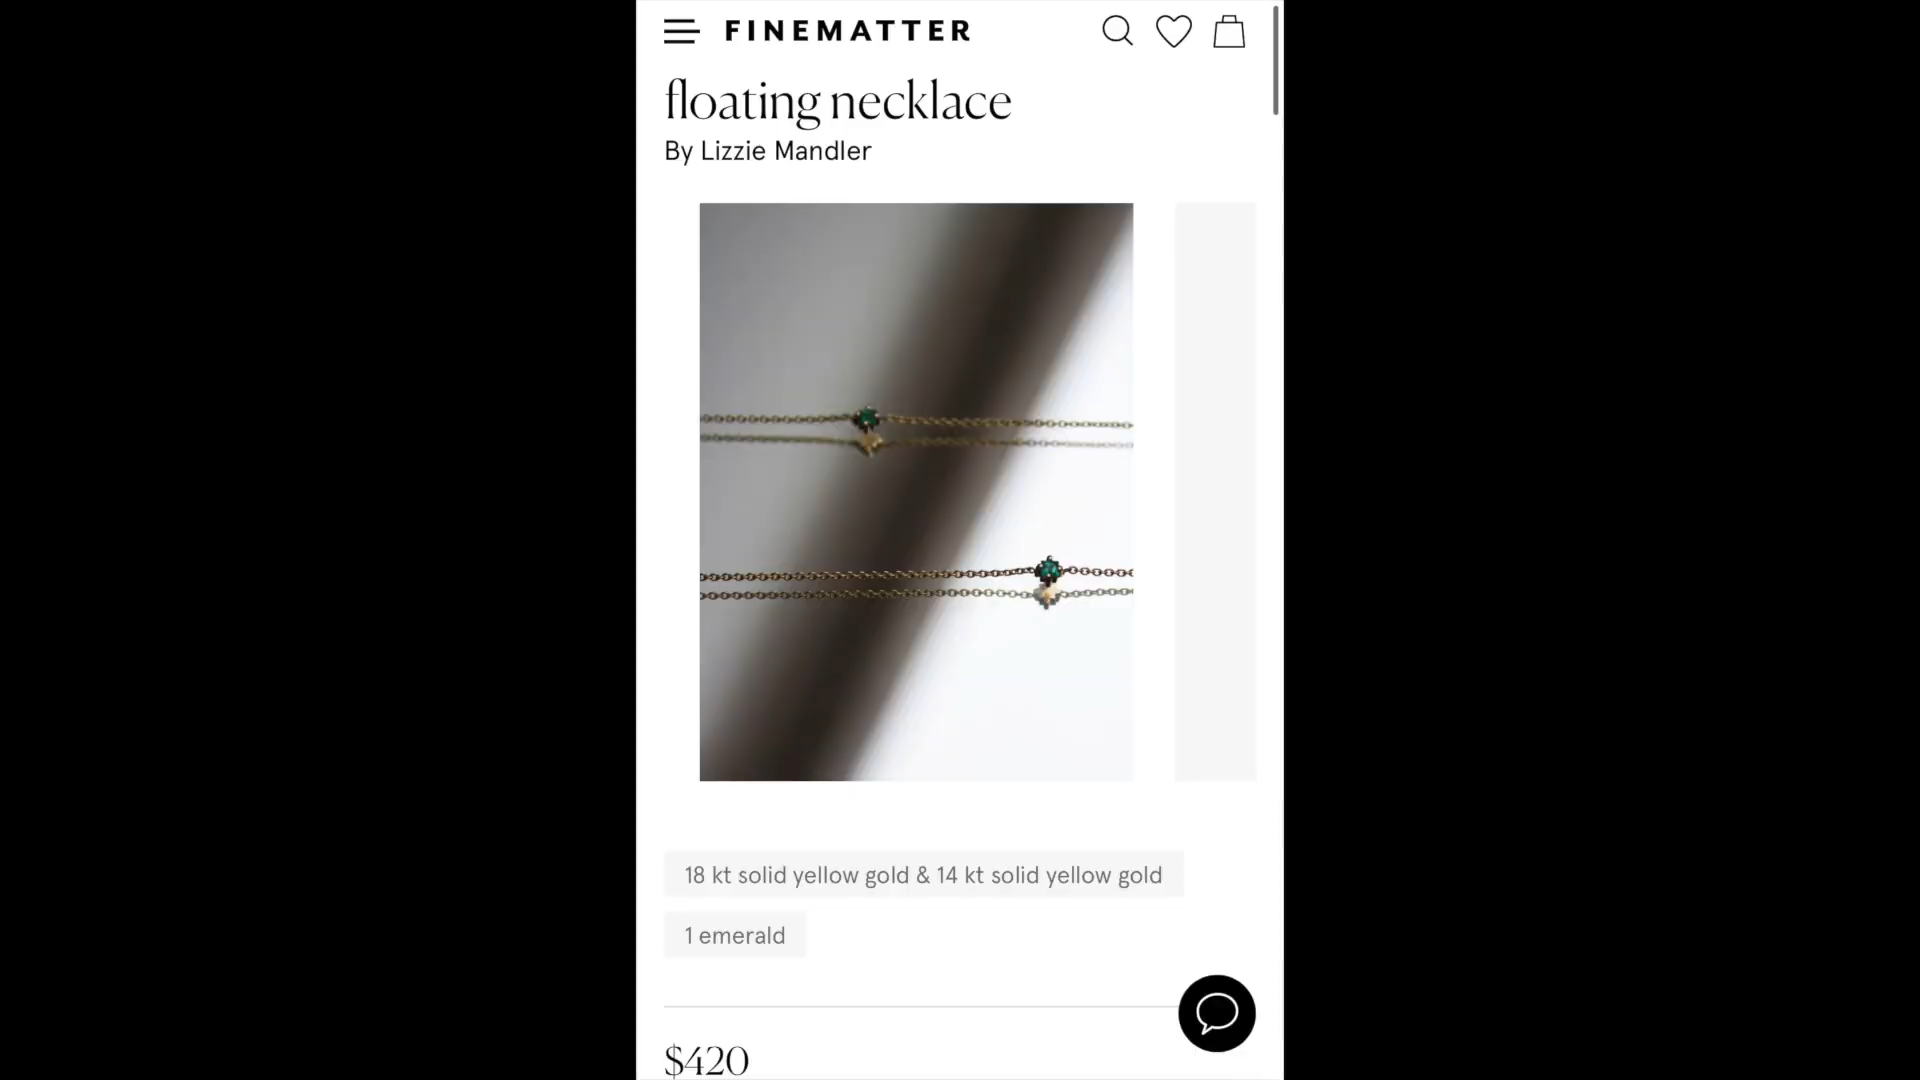 FINEMATTER
floating necklace
By Lizzie Mandler
18 kt solid yellow gold & 14 kt solid yellow gold
1 emerald
$420